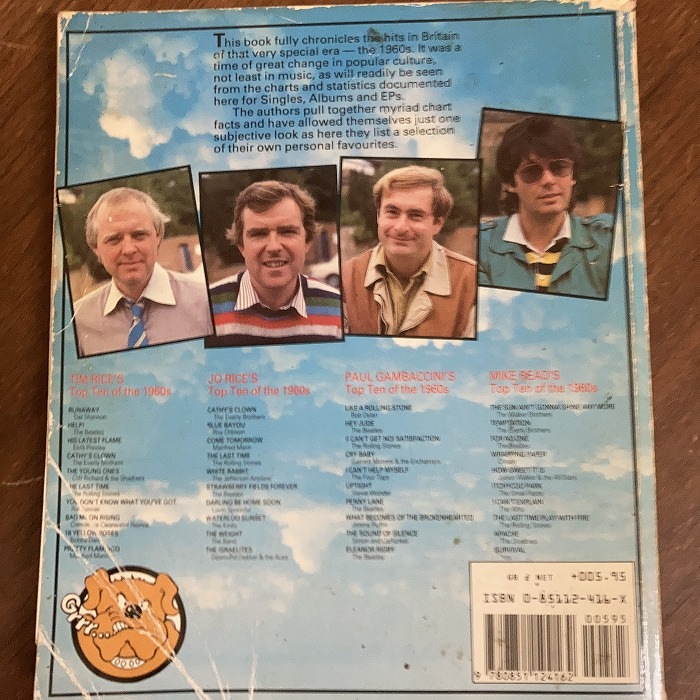 This book fully chronicles the hits in Britain
of that very special era — the 1960s. It was a
time of great change in popular culture,
not least in music, as will readily be seen
from the charts and statistics documented
here for Singles, Albums and EPs.
The authors pull together myriad chart
facts and have allowed themselves just one
subjective look as here they list a selection
of their own personal favourites.
TIM RICE'S
Top Ten of the 1960s
RUNAWAY
Del Shannon
HELP!
The Beatles
HIS LATEST FLAME
Elvis Presley
CATHY'S CLOWN
The Everly Brothers
THE YOUNG ONES
Cliff Richard & the Shadows
HE LAST TIME
The Rolling Stones
YOU DON'T KNOW WHAT YOU'VE GOT
BAD MOON RISING
Creedence Clearwater Revival
18 YELLOW ROSES
Bobby Darin
PRETTY FLAMINGO
Manfred Mann
JO RICE'S
Top Ten of the 1960s
CATHY'S CLOWN
The Everly Brothers
BLUE BAYOU
Roy Orbison
COME TOMORROW
Manfred Mann
THE LAST TIME
The Rolling Stones
WHITE RABBIT
The Jefferson Airplane
STRAWBERRY FIELDS FOREVER
The Beatles
DARLING BE HOME SOON
Lovin' Spoonful
WATERLOO SUNSET
The Kinks
THE WEIGHT
The Band
THE ISRAELITES
Desmond Dekker & the Aces
PAUL GAMBACCINI'S
Top Ten of the 1960s
LIKE A ROLLING STONE
Bob Dylan
HEY JUDE
The Beatles
(I CAN'T GET NO) SATISFACTION
The Rolling Stones
CRY BABY
Garnett Mimms & the Enchanters
I CAN'T HELP MYSELF
The Four Tops
UPTIGHT
Stevie Wonder
PENNY LANE
The Beatles
WHAT BECOMES OF THE BROKENHEARTED
Jimmy Ruffin
THE SOUND OF SILENCE
Simon and Garfunkel
ELEANOR RIGBY
The Beatles
MIKE READ'S
Top Ten of the 1960s
THE SUN AIN'T GONNA SHINE ANYMORE
The Walker Brothers
TEMPTATION
The Everly Brothers
FOR NO ONE
The Beatles
WRAPPING PAPER
Cream
HOW SWEET IT IS
Junior Walker & the All Stars
ITCHYCOO PARK
The Small Faces
I CAN'T EXPLAIN
The Who
THE LAST TIME/PLAY WITH FIRE
The Rolling Stones
APACHE
The Shadows
Grrr
GB £ NET +005-95
ISBN 0-85112-416-X
00595
9 780851 124162